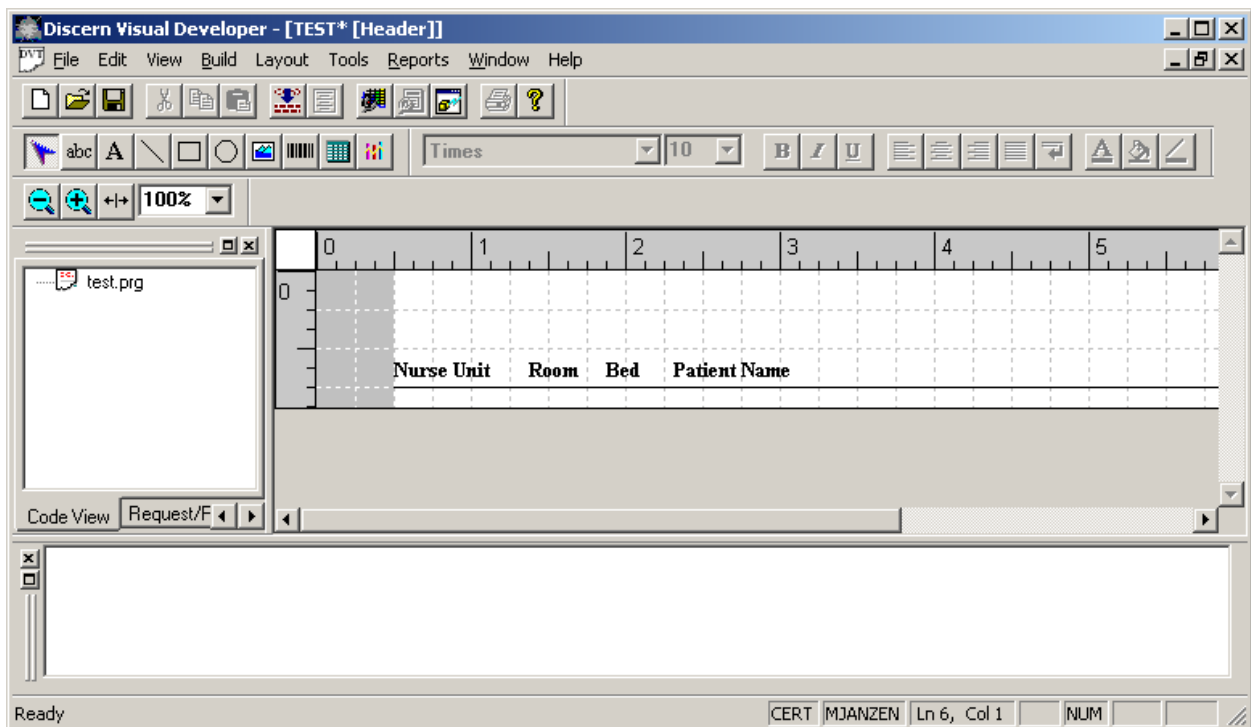 Discern Visual Developer - [TEST* [Header]]
DVT File Edit View Build Layout Tools Reports Window Help
abc A Times 10 B I U A
100%
0 1 2 3 4 5
test.prg
0
Nurse Unit Room Bed Patient Name
Code View Request/F
Ready CERT MJANZEN Ln 6, Col 1 NUM